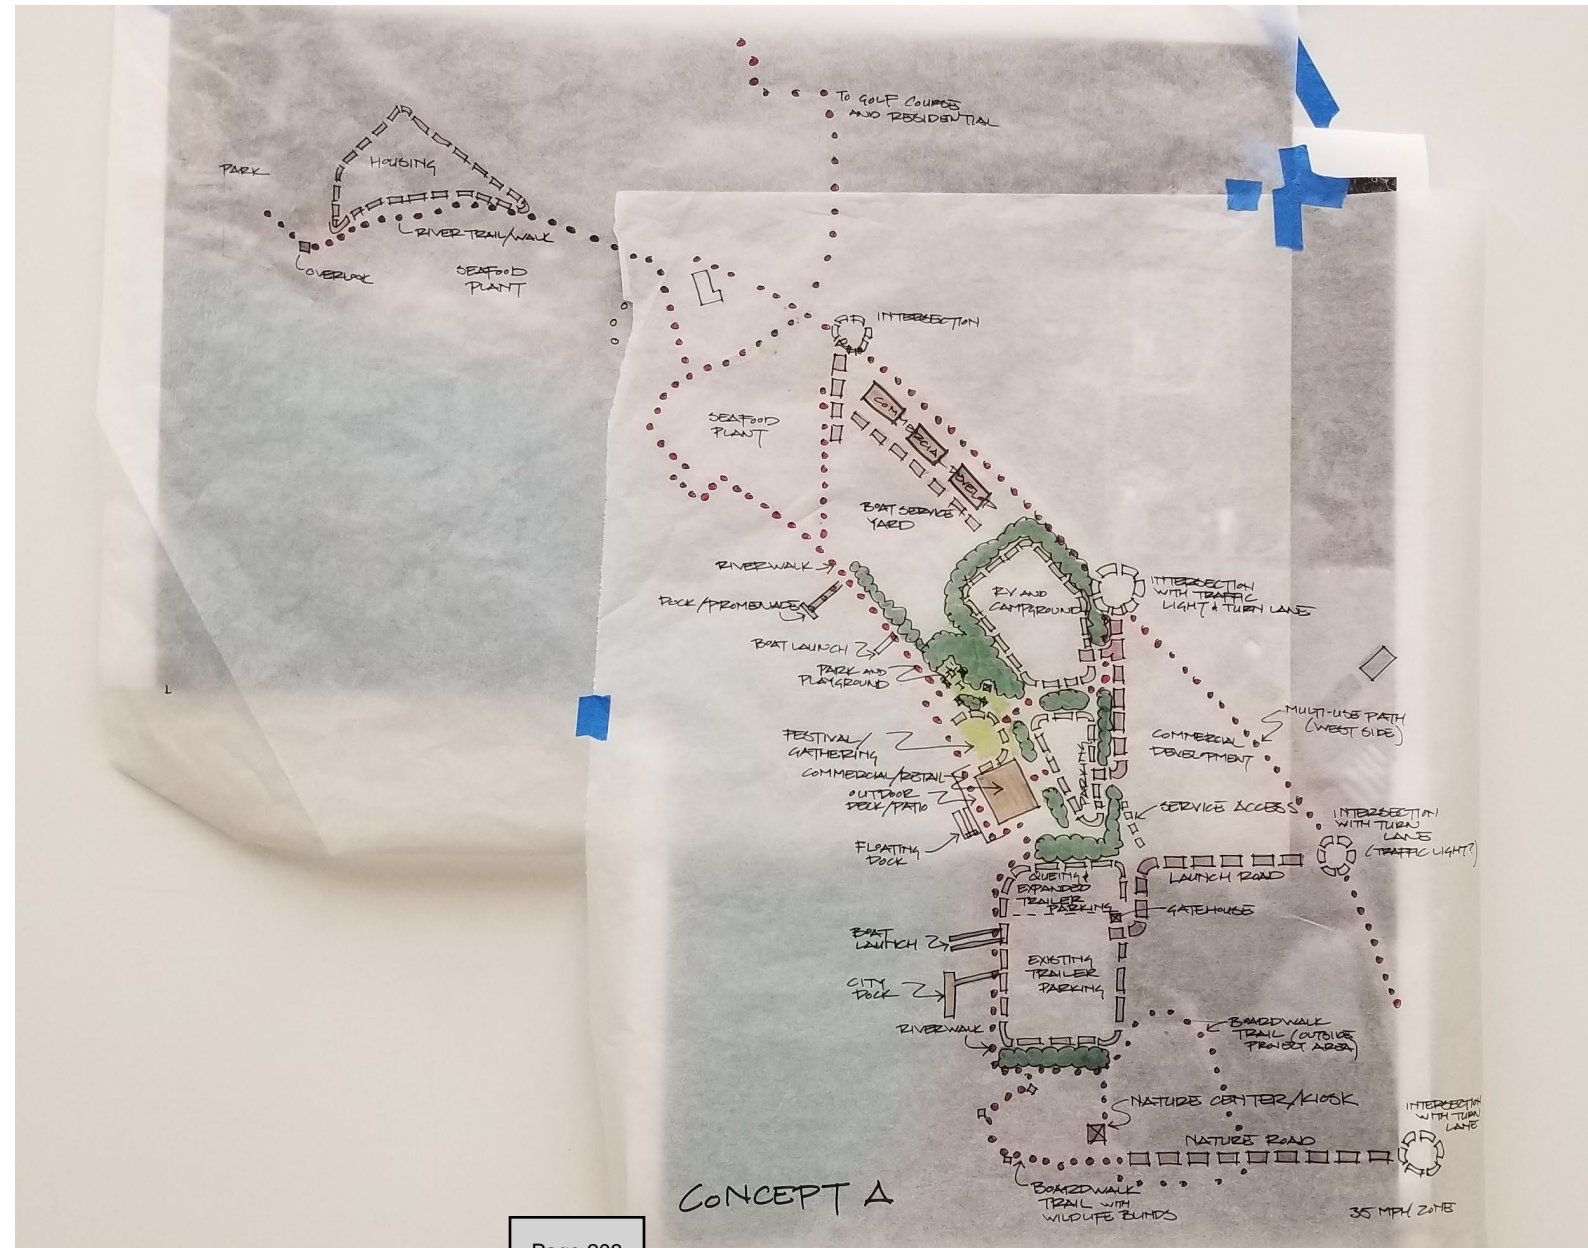 TO GOLF COURSE
AND RESIDENTIAL
PARK
HOUSING
RIVER TRAIL/WALK
OVERLOOK
SEAFOOD
PLANT
INTERSECTION
COMMERCIAL DEVEL.
SEAFOOD
PLANT
BOAT SERVICE
YARD
RIVERWALK
DOCK/PROMENADE
BOAT LAUNCH
PARK AND
PLAYGROUND
RV AND
CAMPGROUND
INTERSECTION
WITH TRAFFIC
LIGHT & TURN LANE
MULTI-USE PATH
(WEST SIDE)
FESTIVAL/
GATHERING
COMMERCIAL/RETAIL
OUTDOOR
DECK/PATIO
FLOATING
DOCK
PARKING
COMMERCIAL
DEVELOPMENT
SERVICE ACCESS
INTERSECTION
WITH TURN
LANE
(TRAFFIC LIGHT?)
LAUNCH ROAD
QUEING &
EXPANDED
TRAILER
PARKING
GATEHOUSE
BOAT
LAUNCH
EXISTING
TRAILER
PARKING
CITY
DOCK
RIVERWALK
BOARDWALK
TRAIL (OUTSIDE
PROJECT AREA)
NATURE CENTER/KIOSK
INTERSECTION
WITH TURN
LANE
NATURE ROAD
BOARDWALK
TRAIL WITH
WILDLIFE BLINDS
CONCEPT A
35 MPH ZONE